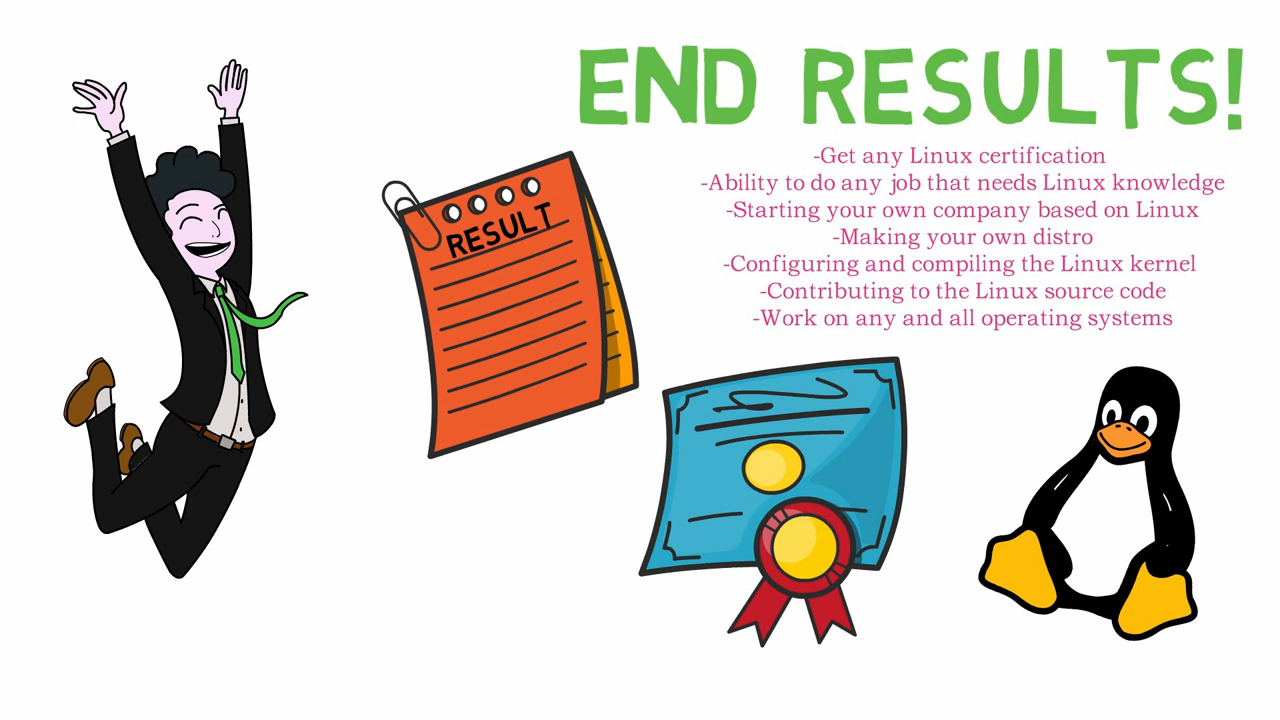 END RESULTS!
-Get any Linux certification
-Ability to do any job that needs Linux knowledge
-Starting your own company based on Linux
-Making your own distro
-Configuring and compiling the Linux kernel
-Contributing to the Linux source code
-Work on any and all operating systems
RESULT